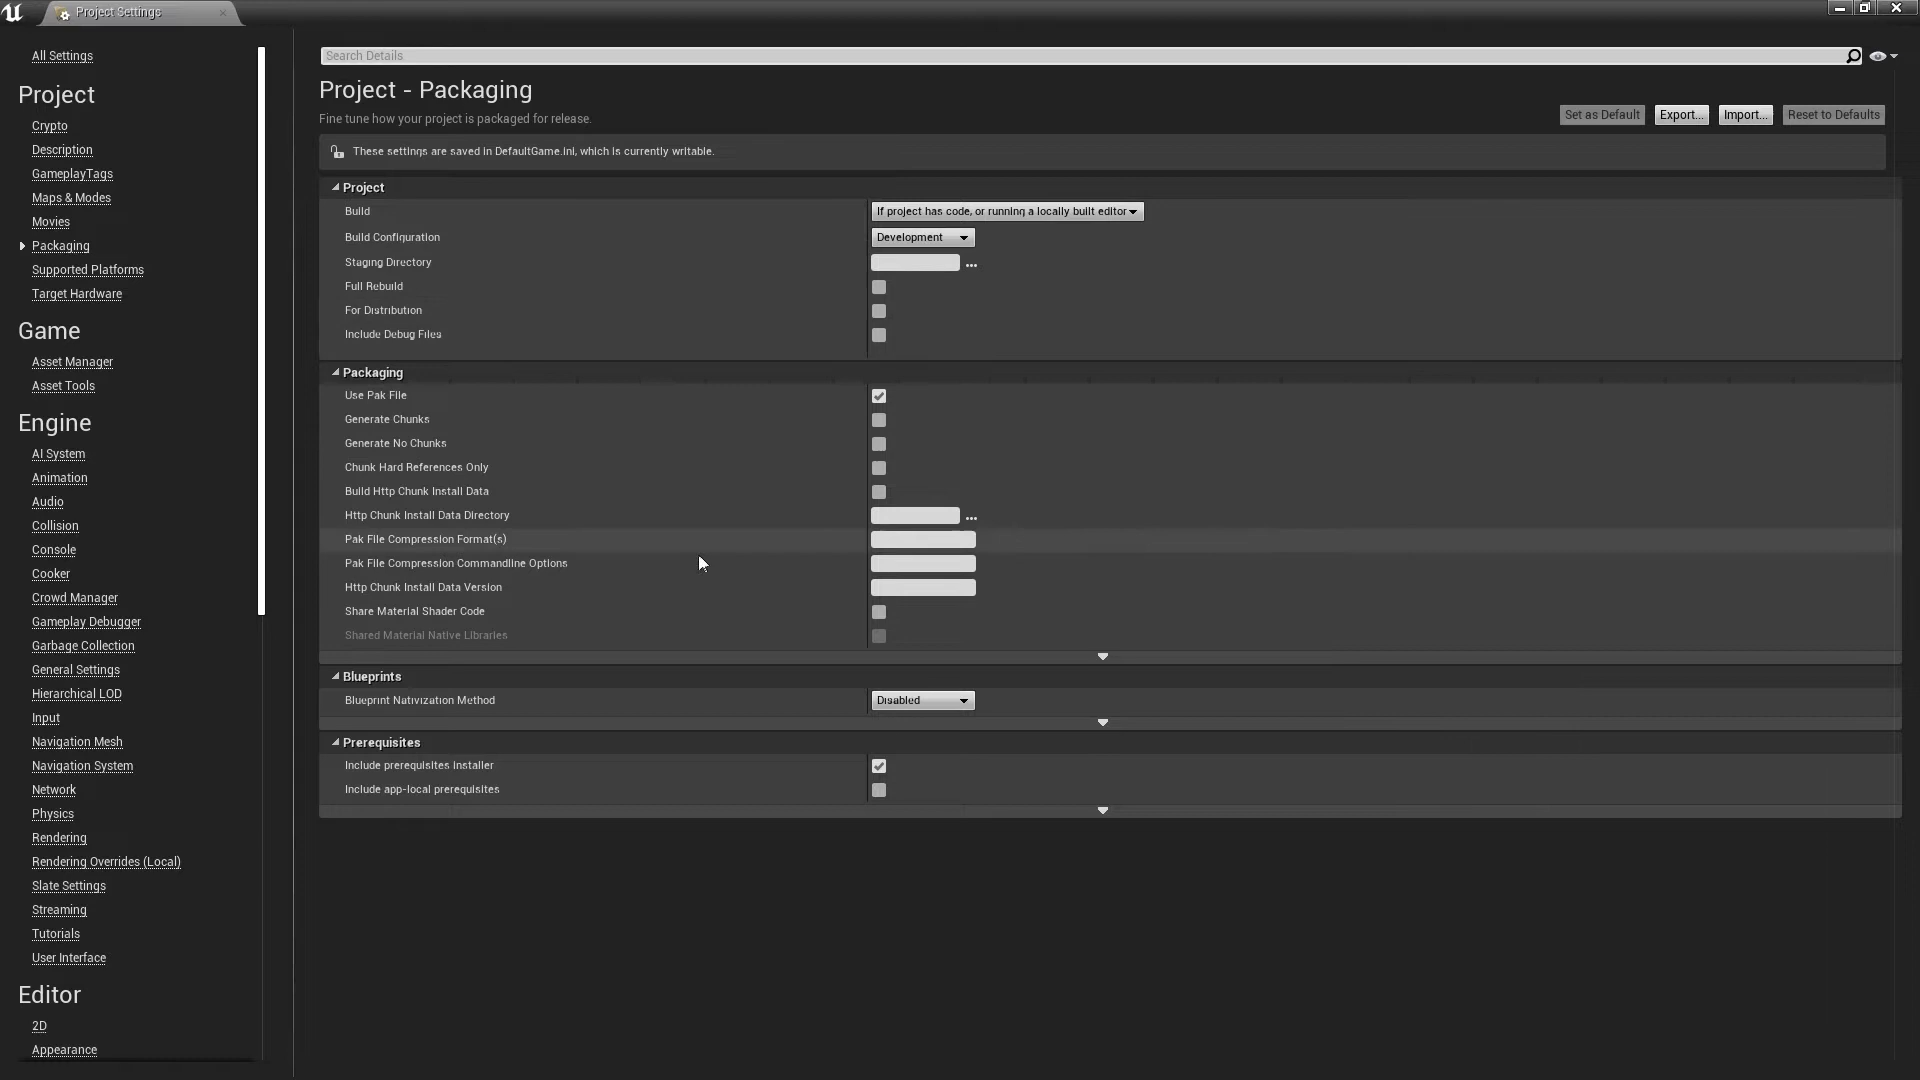 Project Settings
All Settings
Project
Crypto
Description
GameplayTags
Maps & Modes
Movies
Packaging
Supported Platforms
Target Hardware
Game
Asset Manager
Asset Tools
Engine
AI System
Animation
Audio
Collision
Console
Cooker
Crowd Manager
Gameplay Debugger
Garbage Collection
General Settings
Hierarchical LOD
Input
Navigation Mesh
Navigation System
Network
Physics
Rendering
Rendering Overrides (Local)
Slate Settings
Streaming
Tutorials
User Interface
Editor
2D
Appearance
Search Details
Project - Packaging
Fine tune how your project is packaged for release.
Set as Default Export... Import... Reset to Defaults
These settings are saved in DefaultGame.ini, which is currently writable.
Project
Build If project has code, or running a locally built editor
Build Configuration Development
Staging Directory ...
Full Rebuild
For Distribution
Include Debug Files
Packaging
Use Pak File
Generate Chunks
Generate No Chunks
Chunk Hard References Only
Build Http Chunk Install Data
Http Chunk Install Data Directory ...
Pak File Compression Format(s)
Pak File Compression Commandline Options
Http Chunk Install Data Version
Share Material Shader Code
Shared Material Native Libraries
Blueprints
Blueprint Nativization Method Disabled
Prerequisites
Include prerequisites installer
Include app-local prerequisites